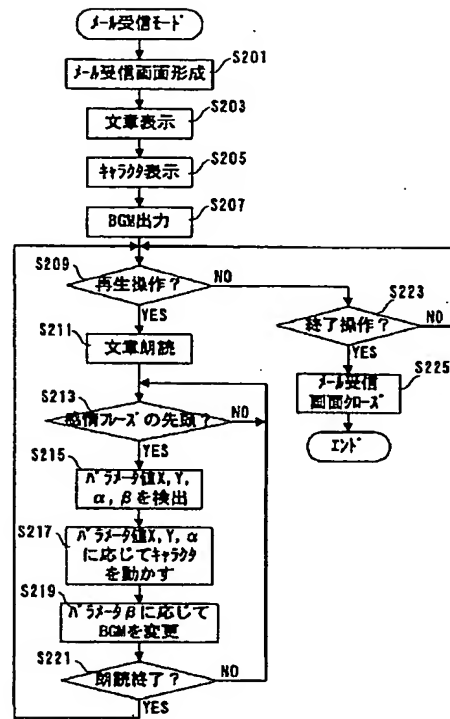 メール受信モード
S201
メール受信画面形成
S203
文章表示
S205
キャラクタ表示
S207
BGM出力
S209
再生操作?
NO
YES
S223
終了操作?
NO
YES
S225
メール受信
画面クローズ
エンド
S211
文章朗読
S213
感情フレーズの先頭?
NO
YES
S215
パラメータ値X, Y,
α, βを検出
S217
パラメータ値X, Y, α
に応じてキャラクタ
を動かす
S219
パラメータβに応じて
BGMを変更
S221
朗読終了?
NO
YES